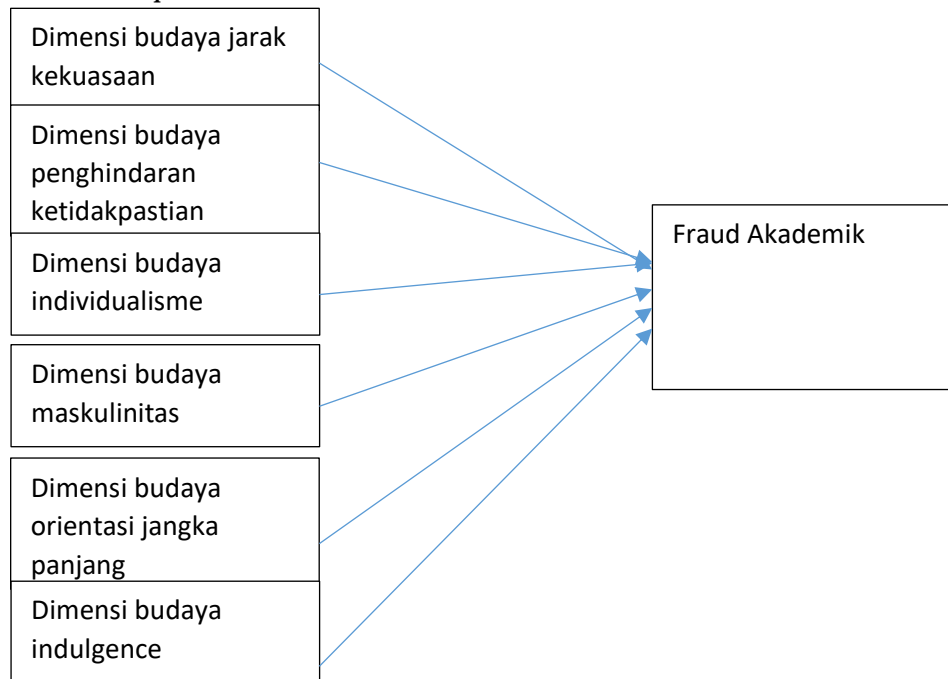 Dimensi budaya jarak
kekuasaan
Dimensi budaya
penghindaran
ketidakpastian
Dimensi budaya
individualisme
Dimensi budaya
maskulinitas
Dimensi budaya
orientasi jangka
panjang
Dimensi budaya
indulgence
Fraud Akademik